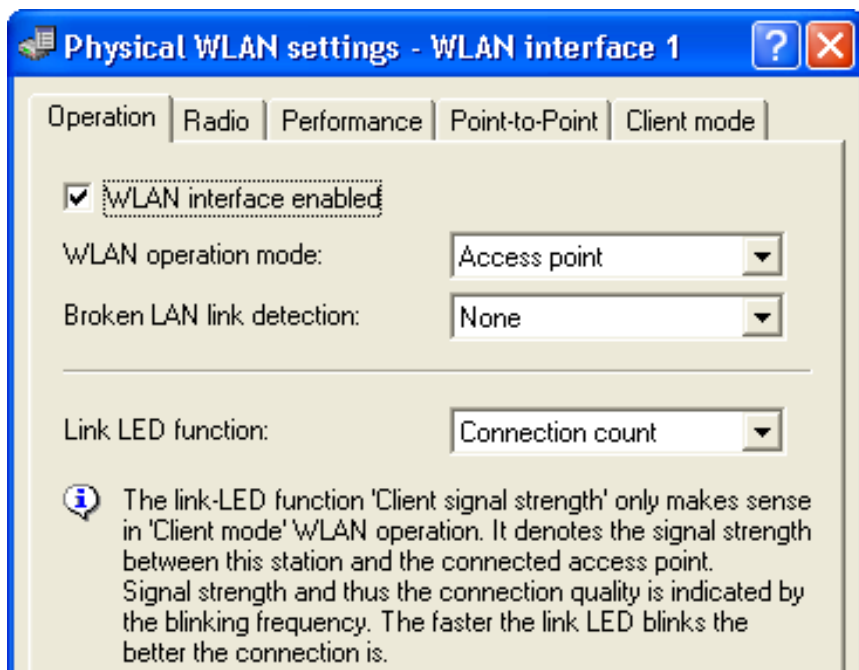 Physical WLAN settings - WLAN interface 1
Operation Radio Performance Point-to-Point Client mode
WLAN interface enabled
WLAN operation mode: Access point
Broken LAN link detection: None
Link LED function: Connection count
The link-LED function 'Client signal strength' only makes sense
in 'Client mode' WLAN operation. It denotes the signal strength
between this station and the connected access point.
Signal strength and thus the connection quality is indicated by
the blinking frequency. The faster the link LED blinks the
better the connection is.